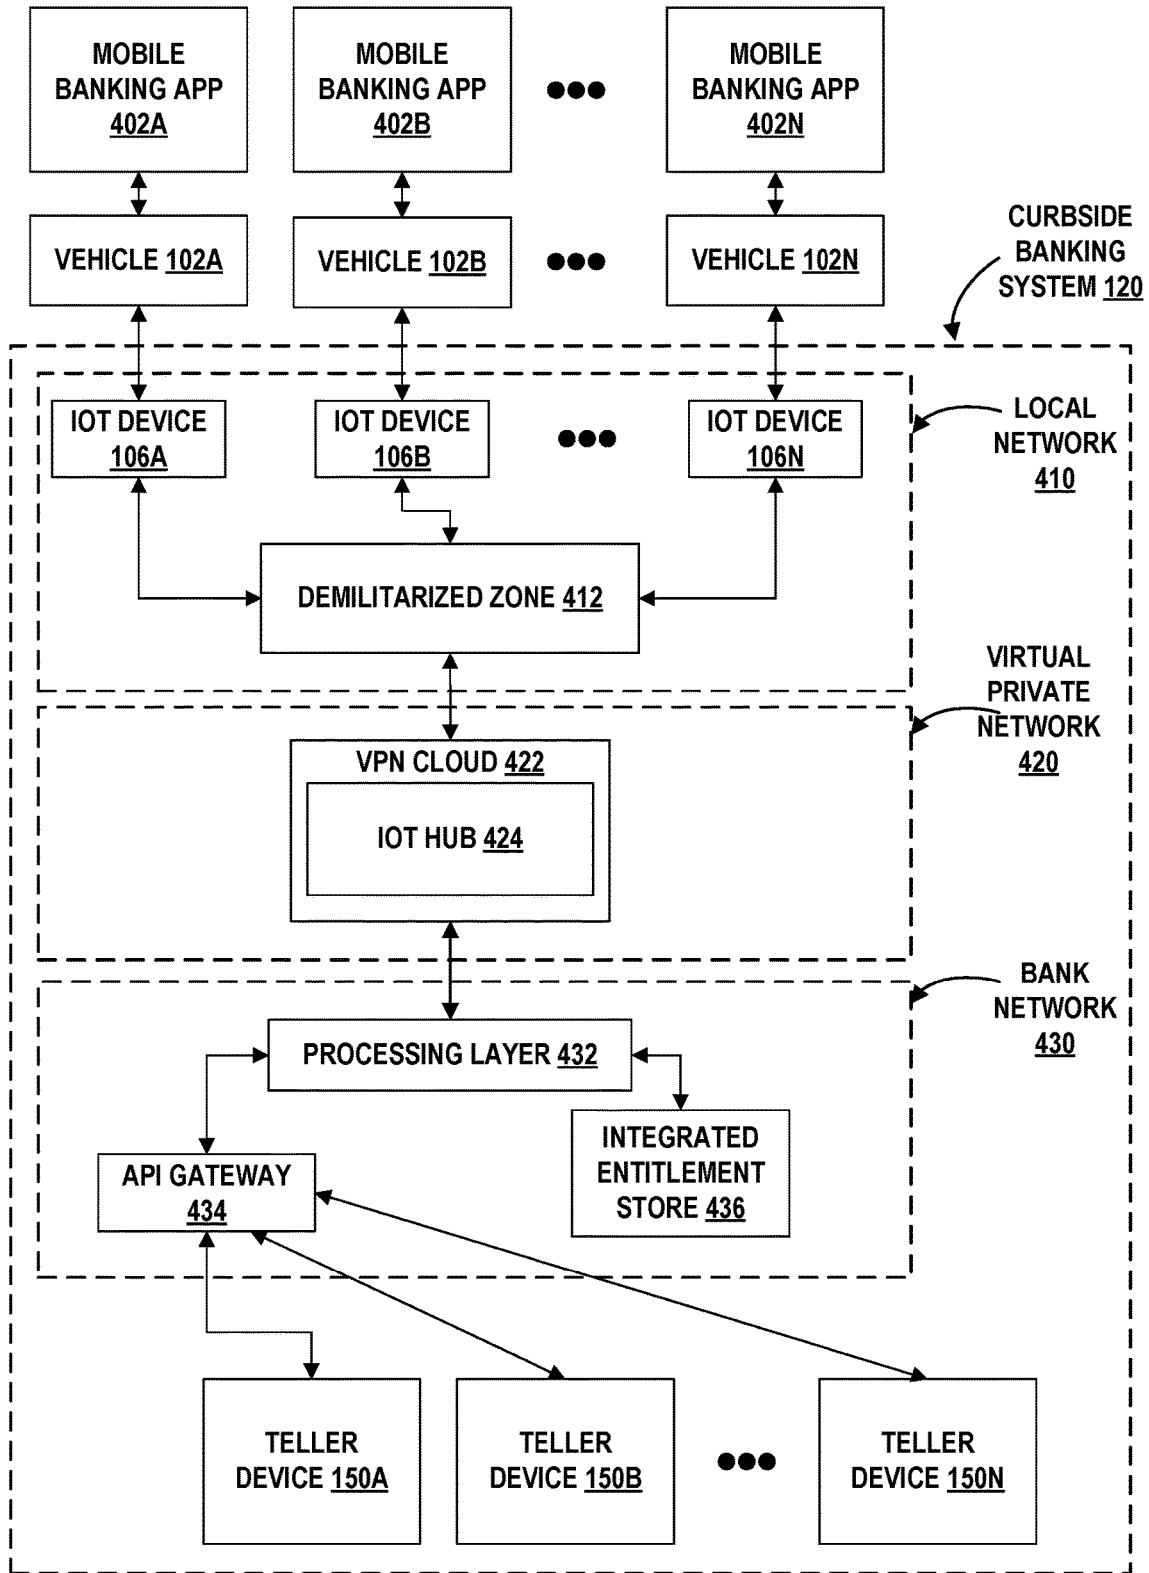 MOBILE
BANKING APP
402A
MOBILE
BANKING APP
402B
MOBILE
BANKING APP
402N
VEHICLE 102A
VEHICLE 102B
VEHICLE 102N
CURBSIDE
BANKING
SYSTEM 120
IOT DEVICE
106A
IOT DEVICE
106B
IOT DEVICE
106N
LOCAL
NETWORK
410
DEMILITARIZED ZONE 412
VIRTUAL
PRIVATE
NETWORK
420
VPN CLOUD 422
IOT HUB 424
BANK
NETWORK
430
PROCESSING LAYER 432
INTEGRATED
ENTITLEMENT
STORE 436
API GATEWAY
434
TELLER
DEVICE 150A
TELLER
DEVICE 150B
TELLER
DEVICE 150N